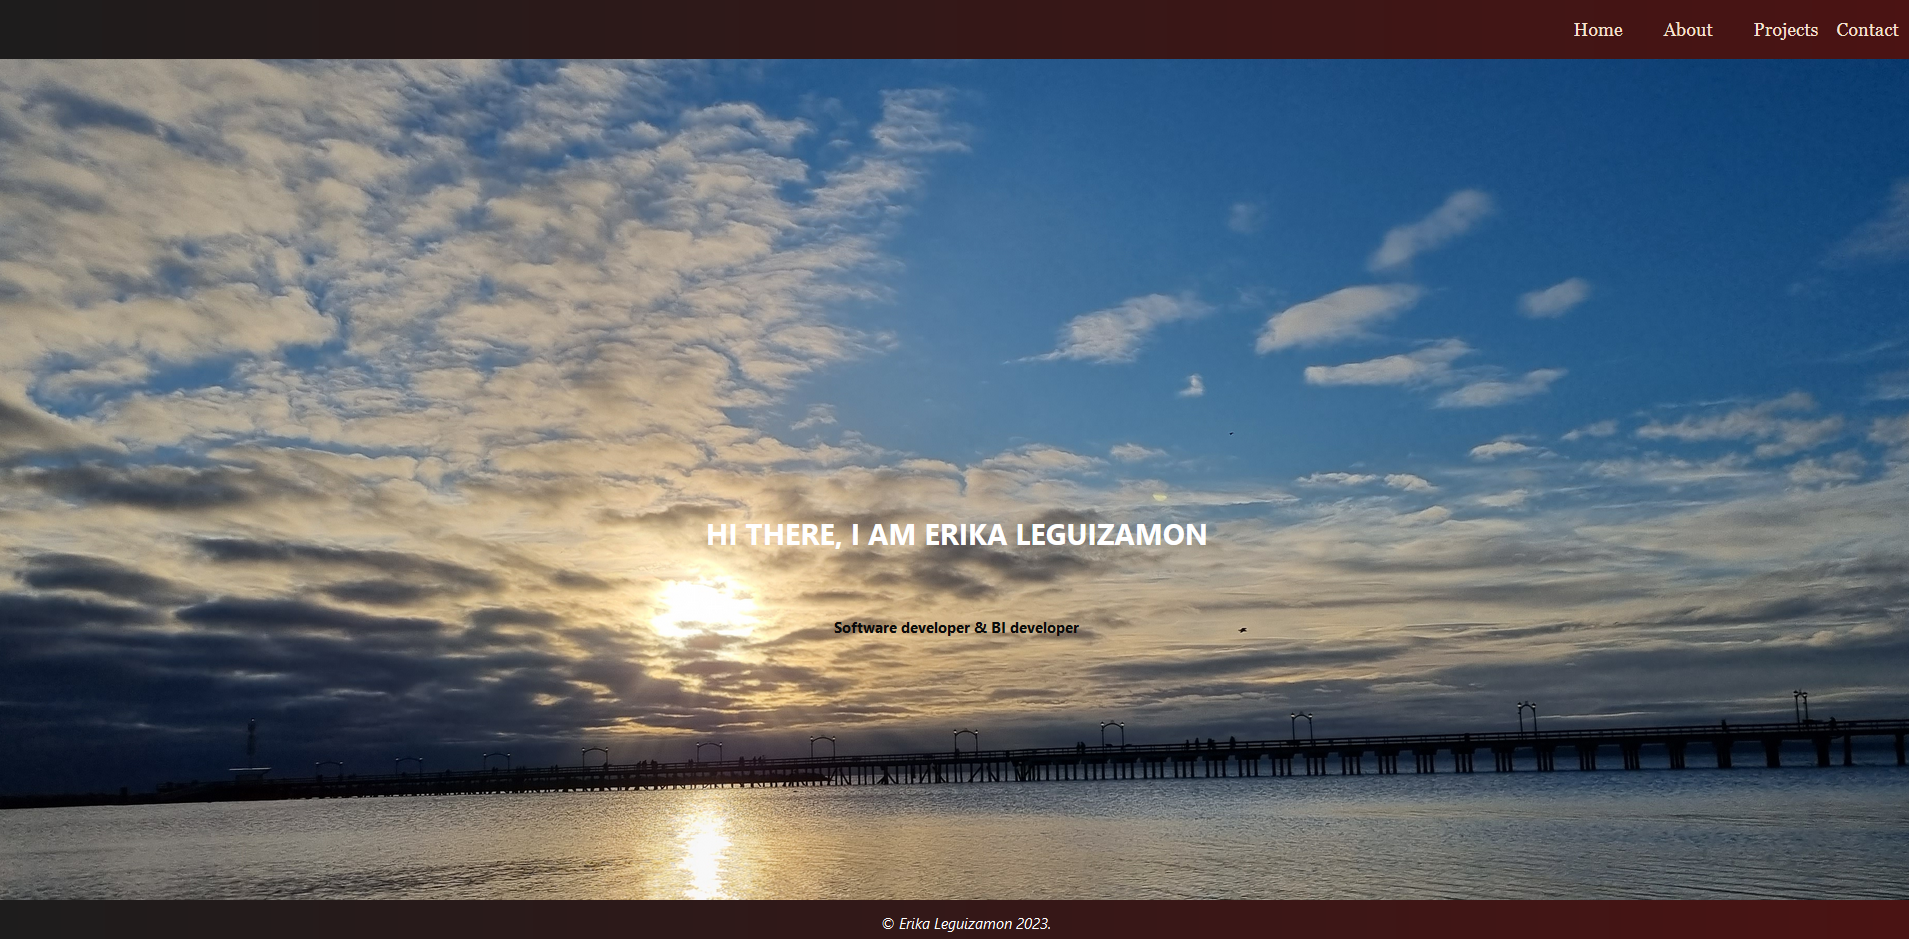 Home About Projects Contact
HI THERE, I AM ERIKA LEGUIZAMON
Software developer & BI developer
© Erika Leguizamon 2023.